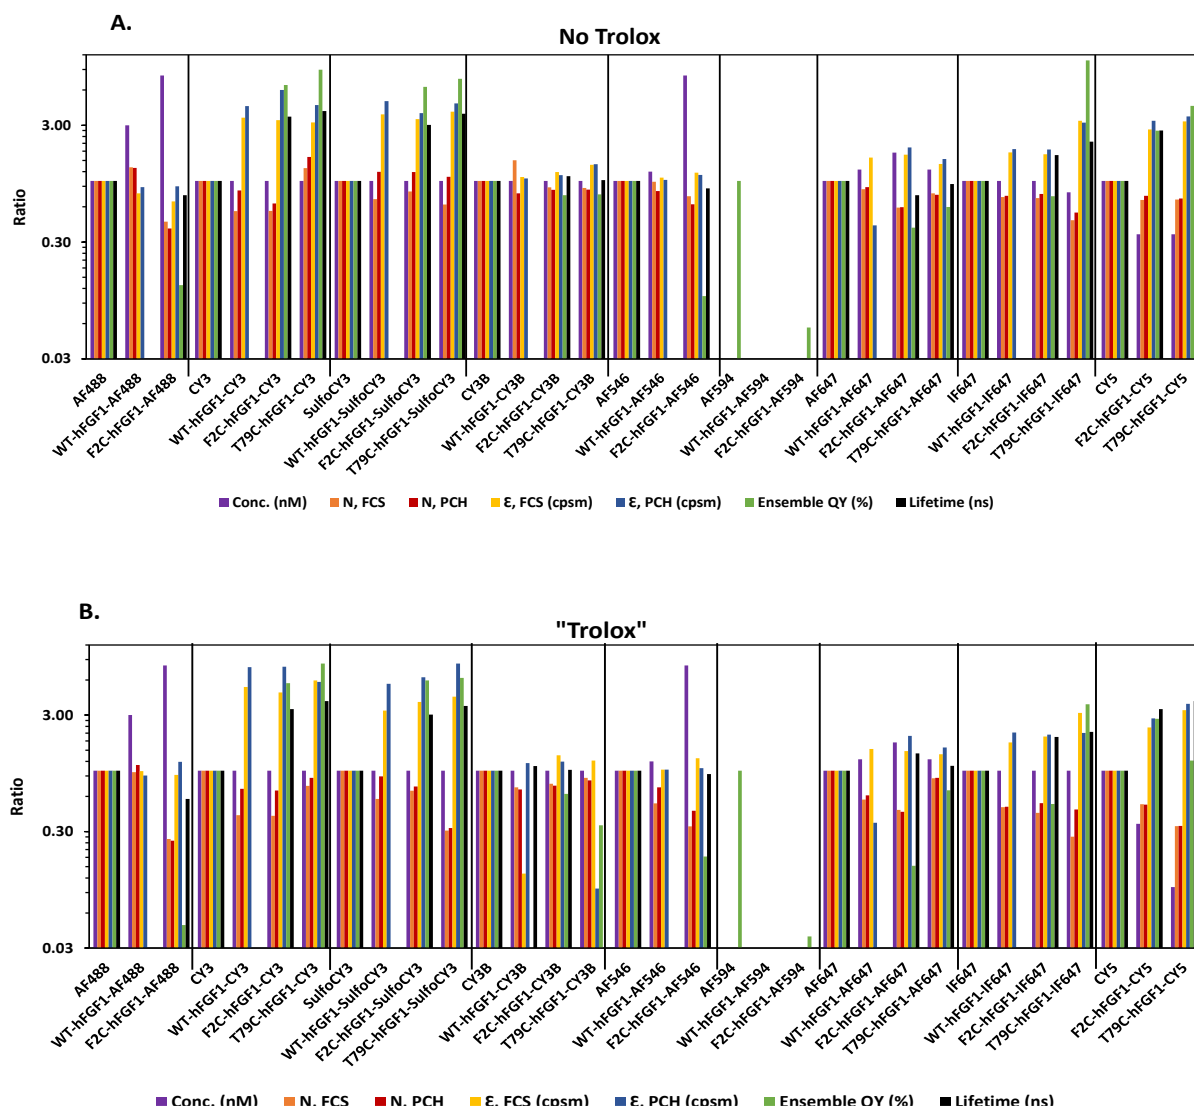 A.
No Trolox
Ratio
3.00
0.30
0.03
AF488
WT-hFGF1-AF488
F2C-hFGF1-AF488
CY3
WT-hFGF1-CY3
F2C-hFGF1-CY3
T79C-hFGF1-CY3
SulfoCY3
WT-hFGF1-SulfoCY3
F2C-hFGF1-SulfoCY3
T79C-hFGF1-SulfoCY3
CY3B
WT-hFGF1-CY3B
F2C-hFGF1-CY3B
T79C-hFGF1-CY3B
AF546
WT-hFGF1-AF546
F2C-hFGF1-AF546
AF594
WT-hFGF1-AF594
F2C-hFGF1-AF594
AF647
WT-hFGF1-AF647
F2C-hFGF1-AF647
T79C-hFGF1-AF647
IF647
WT-hFGF1-IF647
F2C-hFGF1-IF647
T79C-hFGF1-IF647
CY5
F2C-hFGF1-CY5
T79C-hFGF1-CY5
Conc. (nM) N, FCS N, PCH Ɛ, FCS (cpsm) Ɛ, PCH (cpsm) Ensemble QY (%) Lifetime (ns)
B.
"Trolox"
Ratio
3.00
0.30
0.03
AF488
WT-hFGF1-AF488
F2C-hFGF1-AF488
CY3
WT-hFGF1-CY3
F2C-hFGF1-CY3
T79C-hFGF1-CY3
SulfoCY3
WT-hFGF1-SulfoCY3
F2C-hFGF1-SulfoCY3
T79C-hFGF1-SulfoCY3
CY3B
WT-hFGF1-CY3B
F2C-hFGF1-CY3B
T79C-hFGF1-CY3B
AF546
WT-hFGF1-AF546
F2C-hFGF1-AF546
AF594
WT-hFGF1-AF594
F2C-hFGF1-AF594
AF647
WT-hFGF1-AF647
F2C-hFGF1-AF647
T79C-hFGF1-AF647
IF647
WT-hFGF1-IF647
F2C-hFGF1-IF647
T79C-hFGF1-IF647
CY5
F2C-hFGF1-CY5
T79C-hFGF1-CY5
Conc. (nM) N, FCS N, PCH Ɛ, FCS (cpsm) Ɛ, PCH (cpsm) Ensemble QY (%) Lifetime (ns)